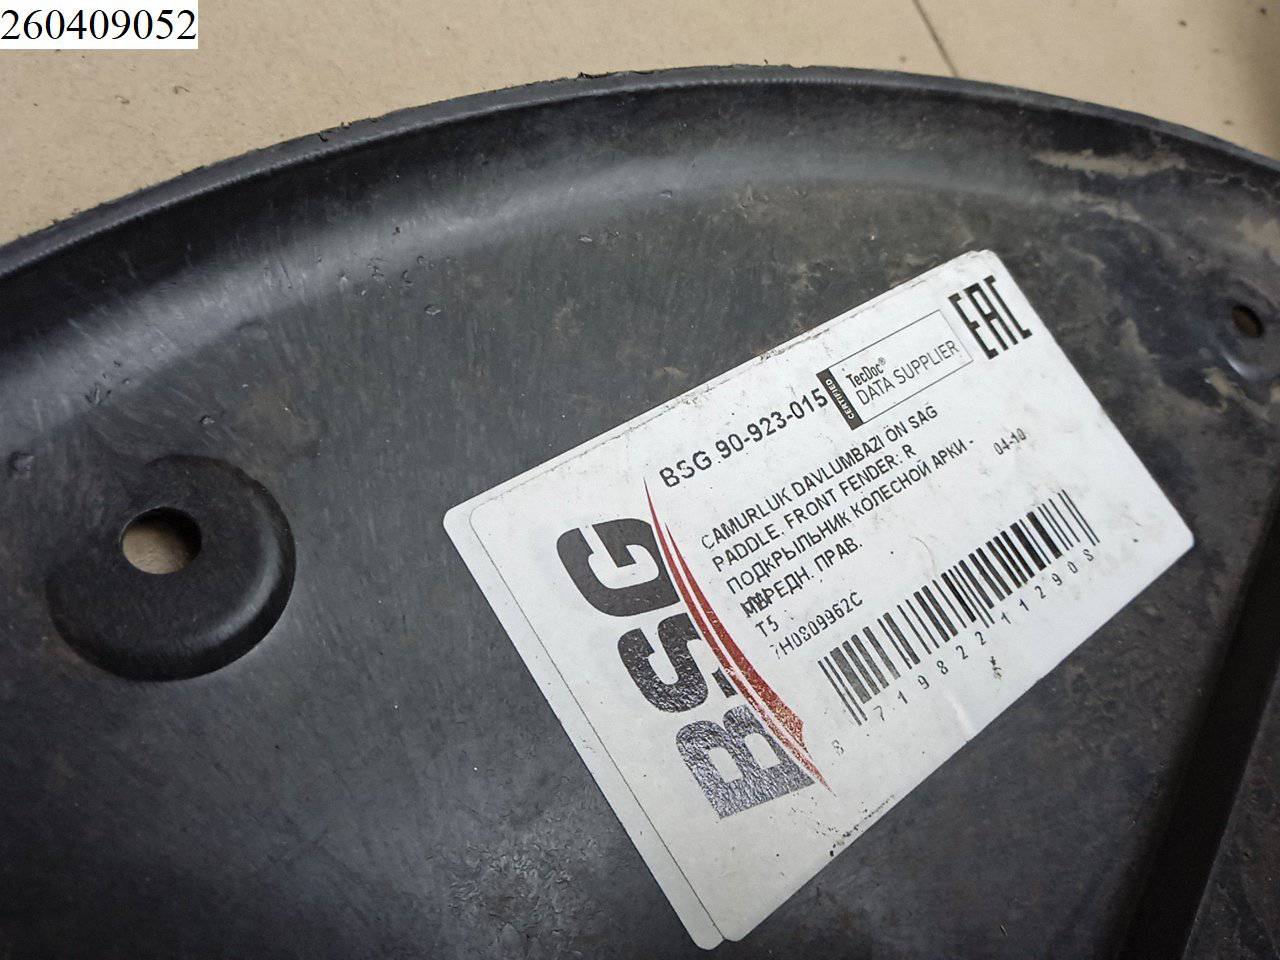 260409052
BSG 90-923-015
CERTIFIED
TecDoc®
DATA SUPPLIER
EAC
CAMURLUK DAVLUMBAZI ÖN SAG
PADDLE. FRONT FENDER. R
ПОДКРЫЛЬНИК КОЛЕСНОЙ АРКИ -
ПЕРЕДН. ПРАВ.
04-10
T5
7H0809962C
BSG
8719822112908